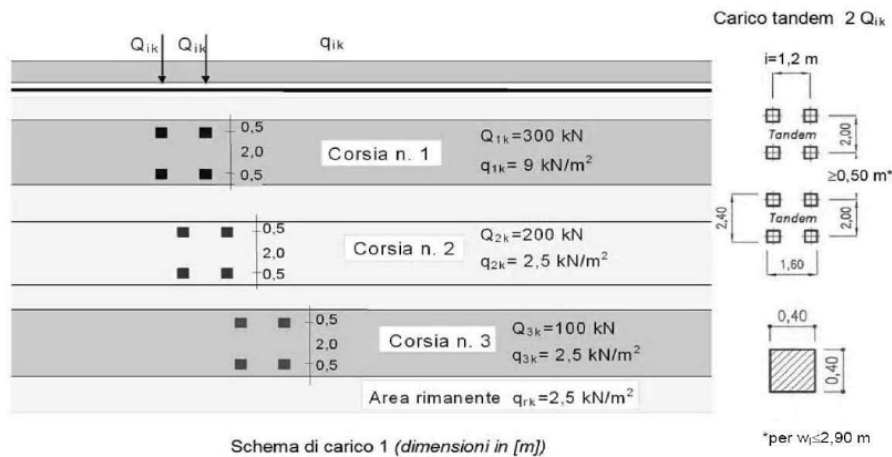 Carico tandem 2 Qik
Qik Qik qik
i=1,2 m
0,5
2,0
0,5
Corsia n. 1
Q1k=300 kN
q1k= 9 kN/m²
Tandem
2,00
≥0,50 m*
0,5
2,0
0,5
Corsia n. 2
Q2k=200 kN
q2k= 2,5 kN/m²
2,40
Tandem
2,00
1,60
0,5
2,0
0,5
Corsia n. 3
Q3k=100 kN
q3k= 2,5 kN/m²
0,40
0,40
Area rimanente qrk=2,5 kN/m²
*per wl≤2,90 m
Schema di carico 1 (dimensioni in [m])